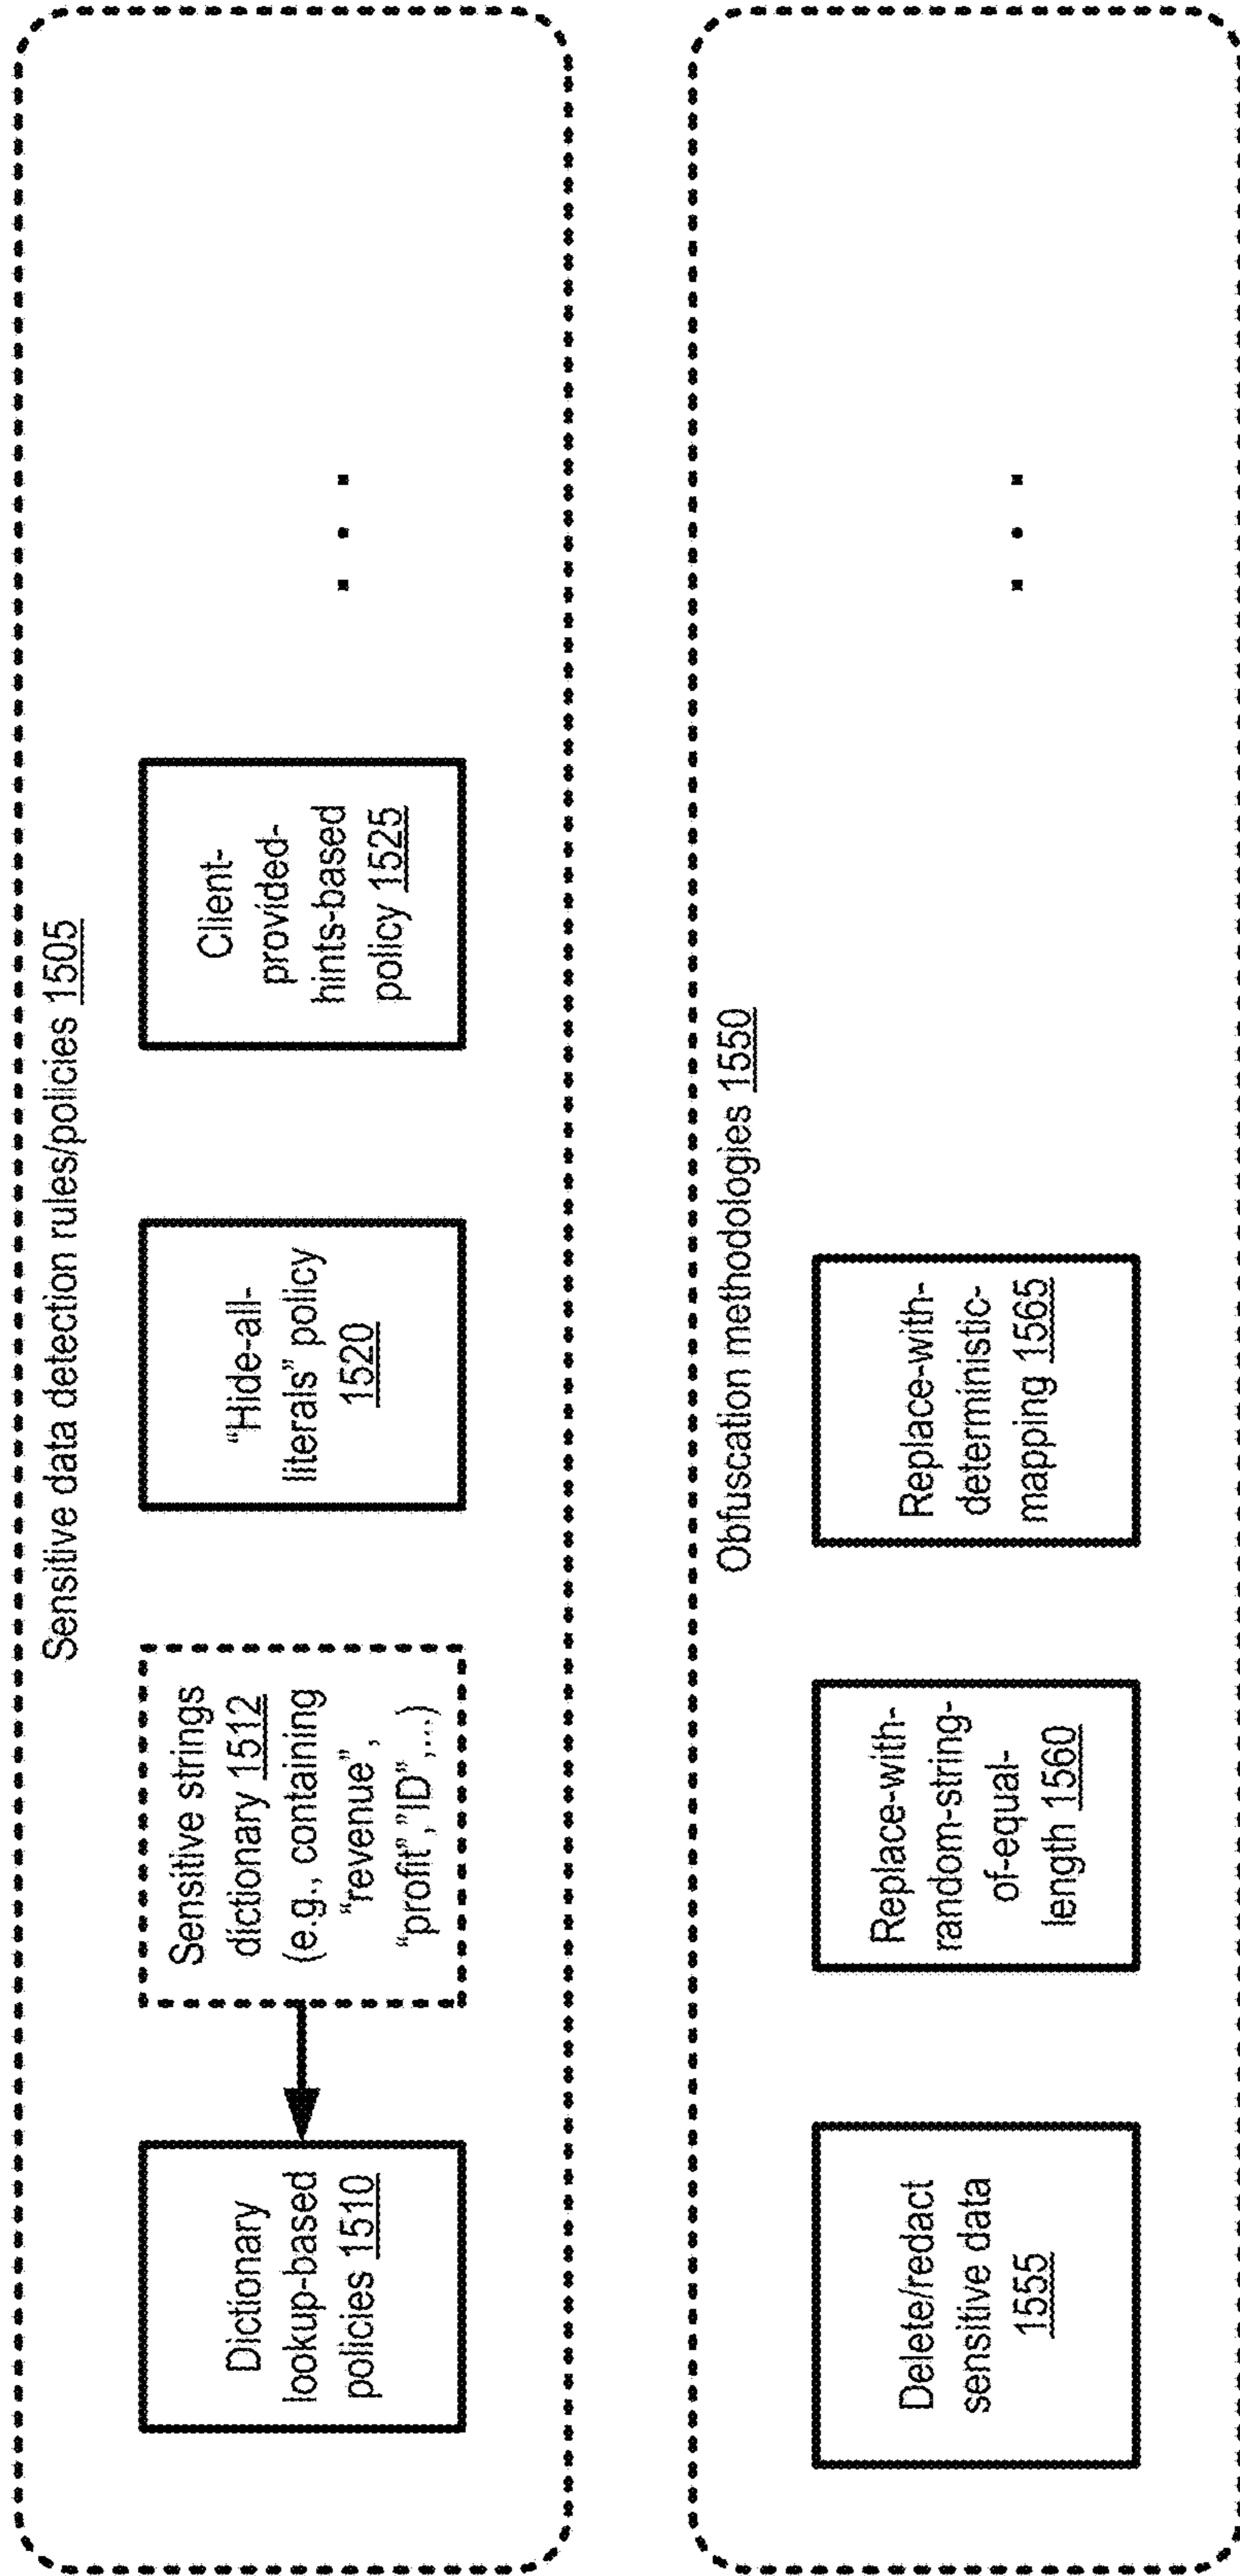 Sensitive data detection rules/policies 1505
Dictionary
lookup-based
policies 1510
Sensitive strings
dictionary 1512
(e.g., containing
“revenue”,
“profit”,”ID”,...)
“Hide-all-
literals” policy
1520
Client-
provided-
hints-based
policy 1525
. . .
Obfuscation methodologies 1550
Delete/redact
sensitive data
1555
Replace-with-
random-string-
of-equal-
length 1560
Replace-with-
deterministic-
mapping 1565
. . .